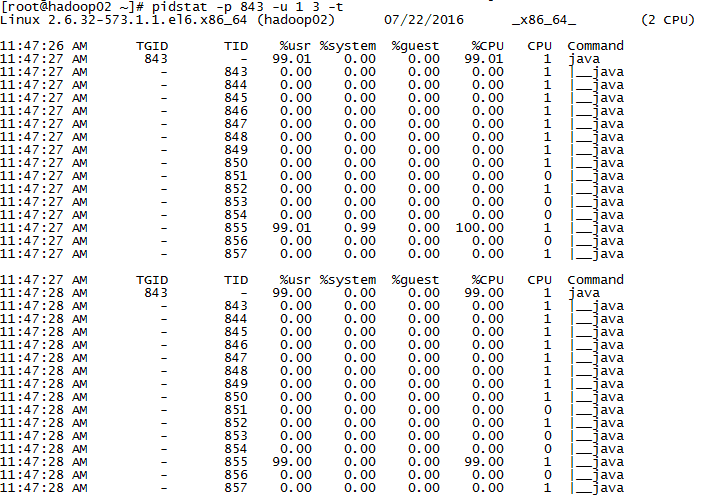 [root@hadoop02 ~]# pidstat -p 843 -u 1 3 -t
Linux 2.6.32-573.1.1.el6.x86_64 (hadoop02) 07/22/2016 _x86_64_ (2 CPU)
11:47:26 AM TGID TID %usr %system %guest %CPU CPU Command
11:47:27 AM 843 - 99.01 0.00 0.00 99.01 1 java
11:47:27 AM - 843 0.00 0.00 0.00 0.00 1 |__java
11:47:27 AM - 844 0.00 0.00 0.00 0.00 1 |__java
11:47:27 AM - 845 0.00 0.00 0.00 0.00 1 |__java
11:47:27 AM - 846 0.00 0.00 0.00 0.00 1 |__java
11:47:27 AM - 847 0.00 0.00 0.00 0.00 1 |__java
11:47:27 AM - 848 0.00 0.00 0.00 0.00 1 |__java
11:47:27 AM - 849 0.00 0.00 0.00 0.00 1 |__java
11:47:27 AM - 850 0.00 0.00 0.00 0.00 1 |__java
11:47:27 AM - 851 0.00 0.00 0.00 0.00 0 |__java
11:47:27 AM - 852 0.00 0.00 0.00 0.00 1 |__java
11:47:27 AM - 853 0.00 0.00 0.00 0.00 0 |__java
11:47:27 AM - 854 0.00 0.00 0.00 0.00 0 |__java
11:47:27 AM - 855 99.01 0.99 0.00 100.00 1 |__java
11:47:27 AM - 856 0.00 0.00 0.00 0.00 0 |__java
11:47:27 AM - 857 0.00 0.00 0.00 0.00 1 |__java
11:47:27 AM TGID TID %usr %system %guest %CPU CPU Command
11:47:28 AM 843 - 99.00 0.00 0.00 99.00 1 java
11:47:28 AM - 843 0.00 0.00 0.00 0.00 1 |__java
11:47:28 AM - 844 0.00 0.00 0.00 0.00 1 |__java
11:47:28 AM - 845 0.00 0.00 0.00 0.00 1 |__java
11:47:28 AM - 846 0.00 0.00 0.00 0.00 1 |__java
11:47:28 AM - 847 0.00 0.00 0.00 0.00 1 |__java
11:47:28 AM - 848 0.00 0.00 0.00 0.00 1 |__java
11:47:28 AM - 849 0.00 0.00 0.00 0.00 1 |__java
11:47:28 AM - 850 0.00 0.00 0.00 0.00 1 |__java
11:47:28 AM - 851 0.00 0.00 0.00 0.00 0 |__java
11:47:28 AM - 852 0.00 0.00 0.00 0.00 1 |__java
11:47:28 AM - 853 0.00 0.00 0.00 0.00 0 |__java
11:47:28 AM - 854 0.00 0.00 0.00 0.00 0 |__java
11:47:28 AM - 855 99.00 0.00 0.00 99.00 1 |__java
11:47:28 AM - 856 0.00 0.00 0.00 0.00 0 |__java
11:47:28 AM - 857 0.00 0.00 0.00 0.00 1 |__java